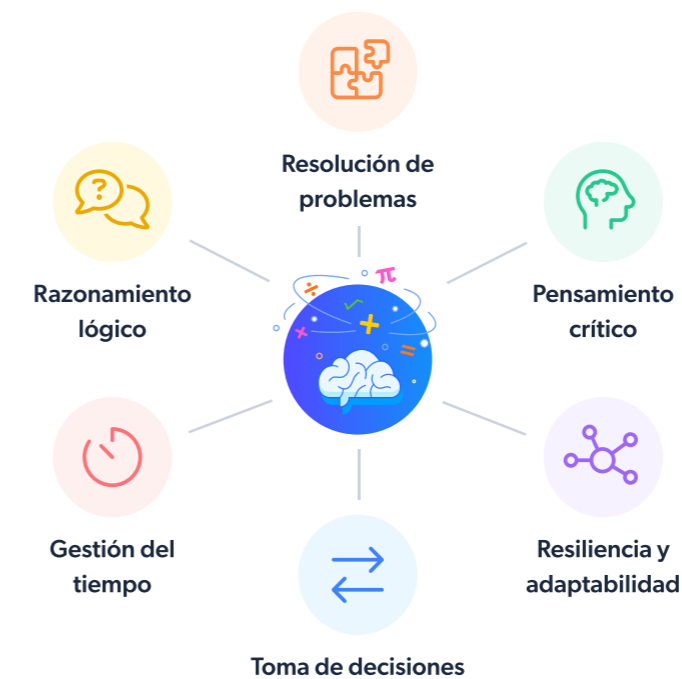 Resolución de
problemas
Razonamiento
lógico
Pensamiento
crítico
Gestión del
tiempo
Resiliencia y
adaptabilidad
Toma de decisiones
?
÷
π
√
+
×
=